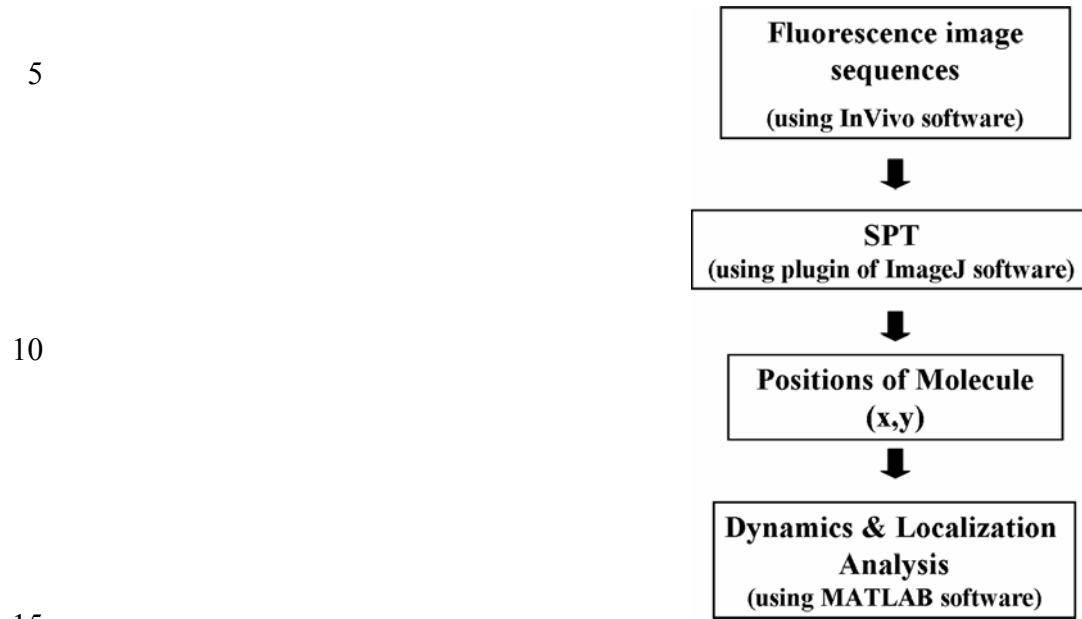 Fluorescence image
5
sequences
(using InVivo software)
SPT
(using plugin of ImageJ software)
10
Positions of Molecule
(x,y)
Dynamics & Localization
Analysis
(using MATLAB software)
15